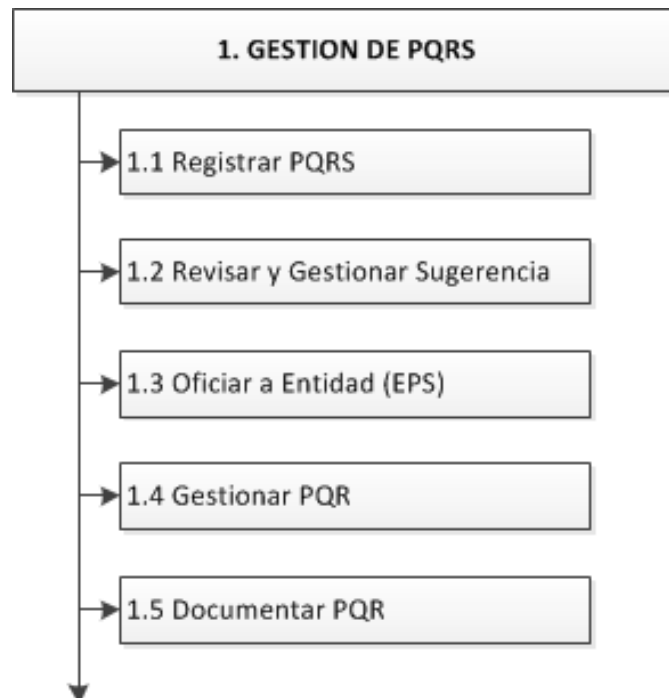 1. GESTION DE PQRS
1.1 Registrar PQRS
1.2 Revisar y Gestionar Sugerencia
1.3 Oficiar a Entidad (EPS)
1.4 Gestionar PQR
1.5 Documentar PQR